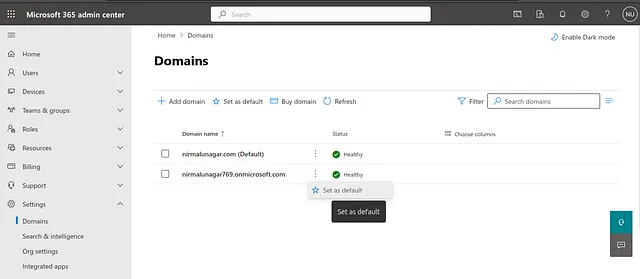 Microsoft 365 admin center
Search
NU
Home > Domains
Enable Dark mode
Domains
Add domain
Set as default
Buy domain
Refresh
Filter
Search domains
Domain name ↑
Status
Choose columns
nirmalunagar.com (Default)
Healthy
nirmalunagar769.onmicrosoft.com
Healthy
Set as default
Set as default
Home
Users
Devices
Teams & groups
Roles
Resources
Billing
Support
Settings
Domains
Search & intelligence
Org settings
Integrated apps